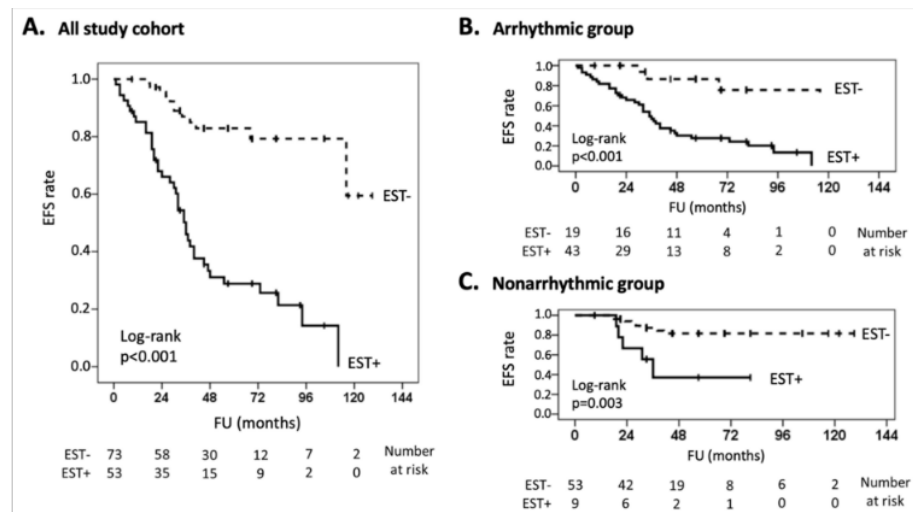 A. All study cohort
EFS rate
1.0
0.8
0.6
0.4
0.2
0.0
EST-
EST+
Log-rank
p<0.001
0 24 48 72 96 120 144
FU (months)
EST- 73 58 30 12 7 2 Number
EST+ 53 35 15 9 2 0 at risk
B. Arrhythmic group
EFS rate
1.0
0.8
0.6
0.4
0.2
0.0
EST-
EST+
Log-rank
p<0.001
0 24 48 72 96 120 144
FU (months)
EST- 19 16 11 4 1 0 Number
EST+ 43 29 13 8 2 0 at risk
C. Nonarrhythmic group
EFS rate
1.0
0.8
0.6
0.4
0.2
0.0
EST-
EST+
Log-rank
p=0.003
0 24 48 72 96 120 144
FU (months)
EST- 53 42 19 8 6 2 Number
EST+ 9 6 2 1 0 0 at risk